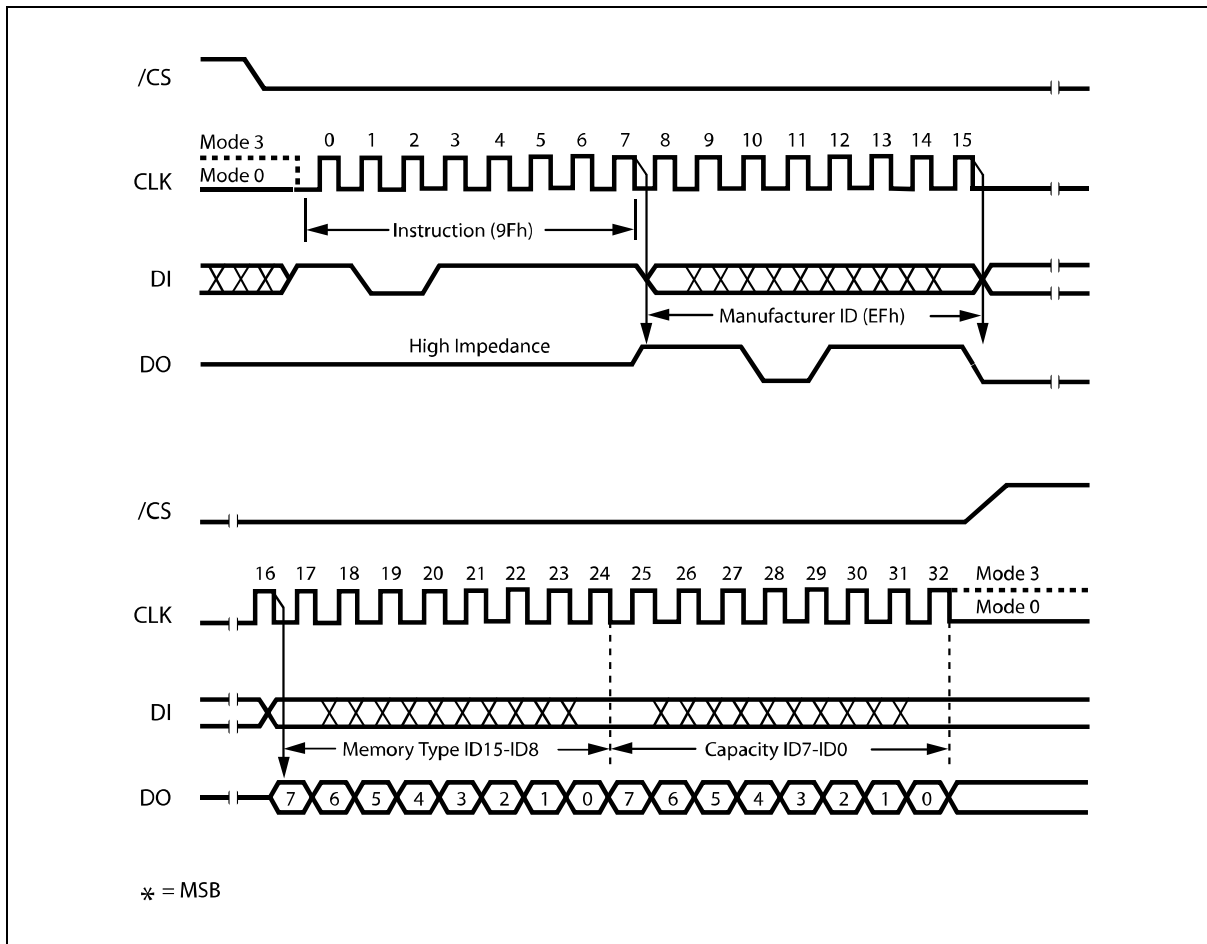 /CS
Mode 3
0 1 2 3 4 5 6 7 8 9 10 11 12 13 14 15
CLK
Mode 0
Instruction (9Fh)
DI
Manufacturer ID (EFh)
High Impedance
DO
/CS
16 17 18 19 20 21 22 23 24 25 26 27 28 29 30 31 32
Mode 3
CLK
Mode 0
DI
Memory Type ID15-ID8
Capacity ID7-ID0
DO
7 6 5 4 3 2 1 0 7 6 5 4 3 2 1 0
* = MSB